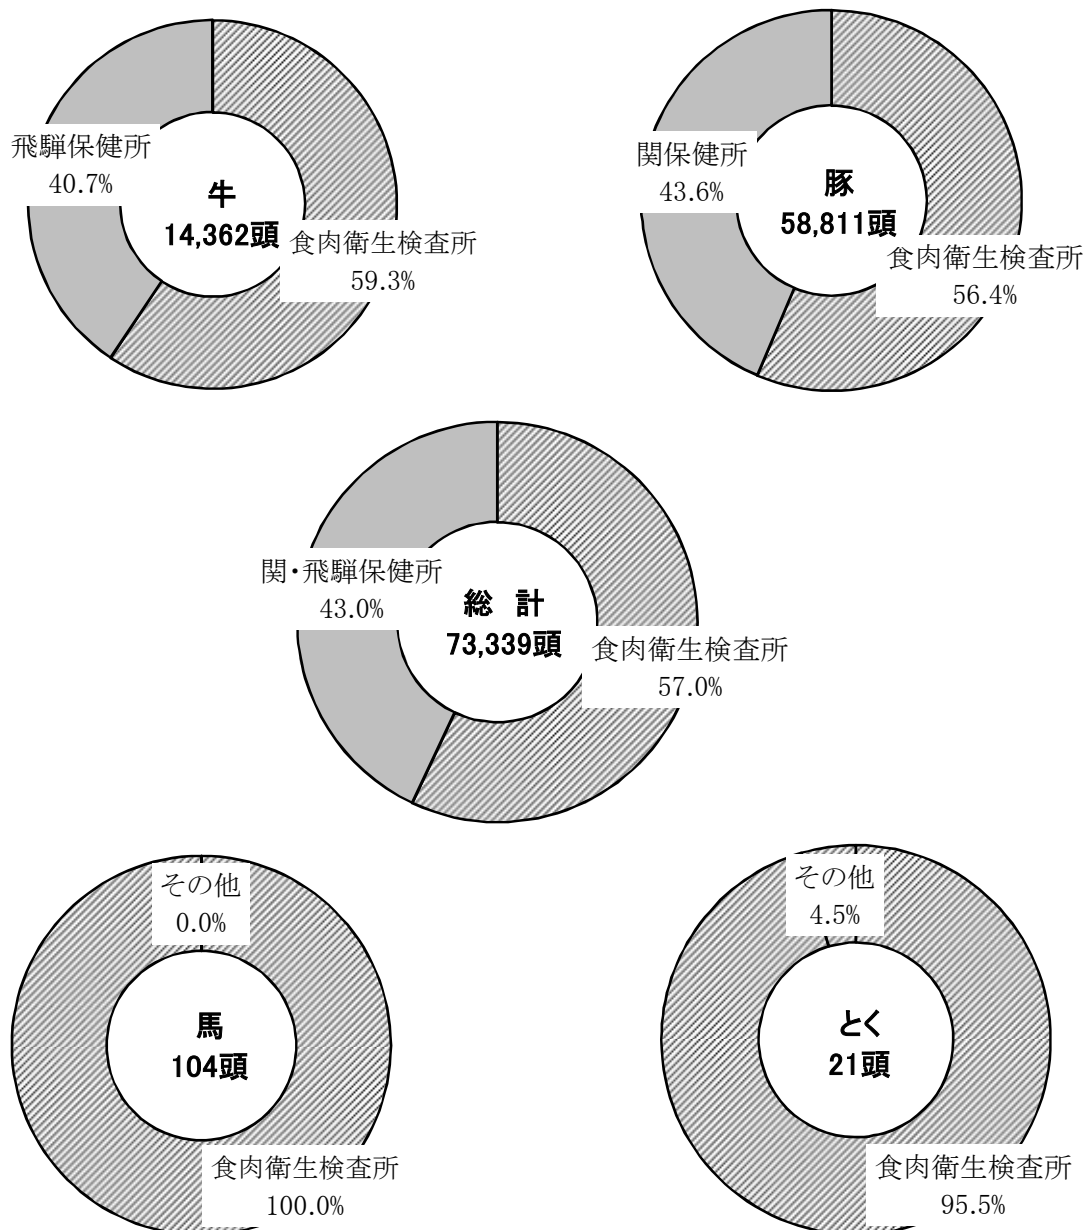 飛騨保健所
40.7%
牛
14,362頭
食肉衛生検査所
59.3%
関保健所
43.6%
豚
58,811頭
食肉衛生検査所
56.4%
関・飛騨保健所
43.0%
総 計
73,339頭
食肉衛生検査所
57.0%
その他
0.0%
馬
104頭
食肉衛生検査所
100.0%
その他
4.5%
とく
21頭
食肉衛生検査所
95.5%